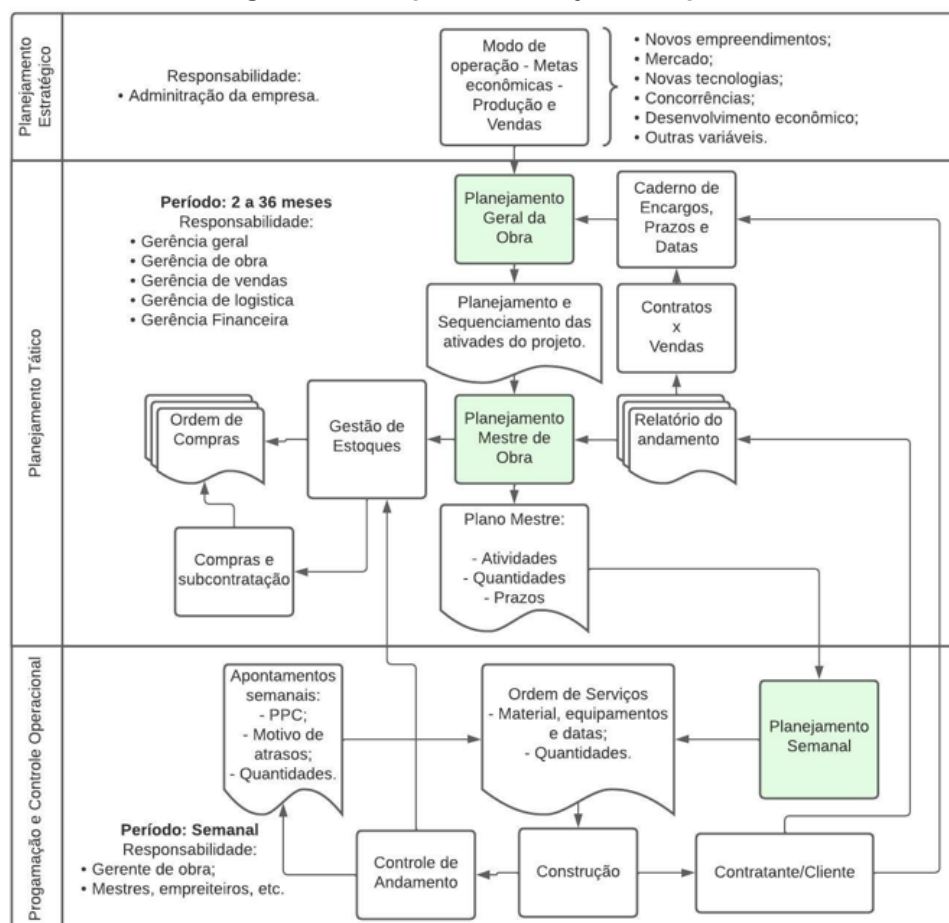 Planejamento
Estratégico
Responsabilidade:
• Adminitração da empresa.
Modo de
operação - Metas
econômicas -
Produção e
Vendas
• Novos empreendimentos;
• Mercado;
• Novas tecnologias;
• Concorrências;
• Desenvolvimento econômico;
• Outras variáveis.
Planejamento Tático
Período: 2 a 36 meses
Responsabilidade:
• Gerência geral
• Gerência de obra
• Gerência de vendas
• Gerência de logistica
• Gerência Financeira
Planejamento
Geral da
Obra
Caderno de
Encargos,
Prazos e
Datas
Planejamento e
Sequenciamento das
ativades do projeto.
Contratos
x
Vendas
Ordem de
Compras
Gestão de
Estoques
Planejamento
Mestre de
Obra
Relatório do
andamento
Compras e
subcontratação
Plano Mestre:
- Atividades
- Quantidades
- Prazos
Progamação e Controle Operacional
Apontamentos
semanais:
- PPC;
- Motivo de
atrasos;
- Quantidades.
Ordem de Serviços
- Material, equipamentos
e datas;
- Quantidades.
Planejamento
Semanal
Período: Semanal
Responsabilidade:
• Gerente de obra;
• Mestres, empreiteiros, etc.
Controle de
Andamento
Construção
Contratante/Cliente